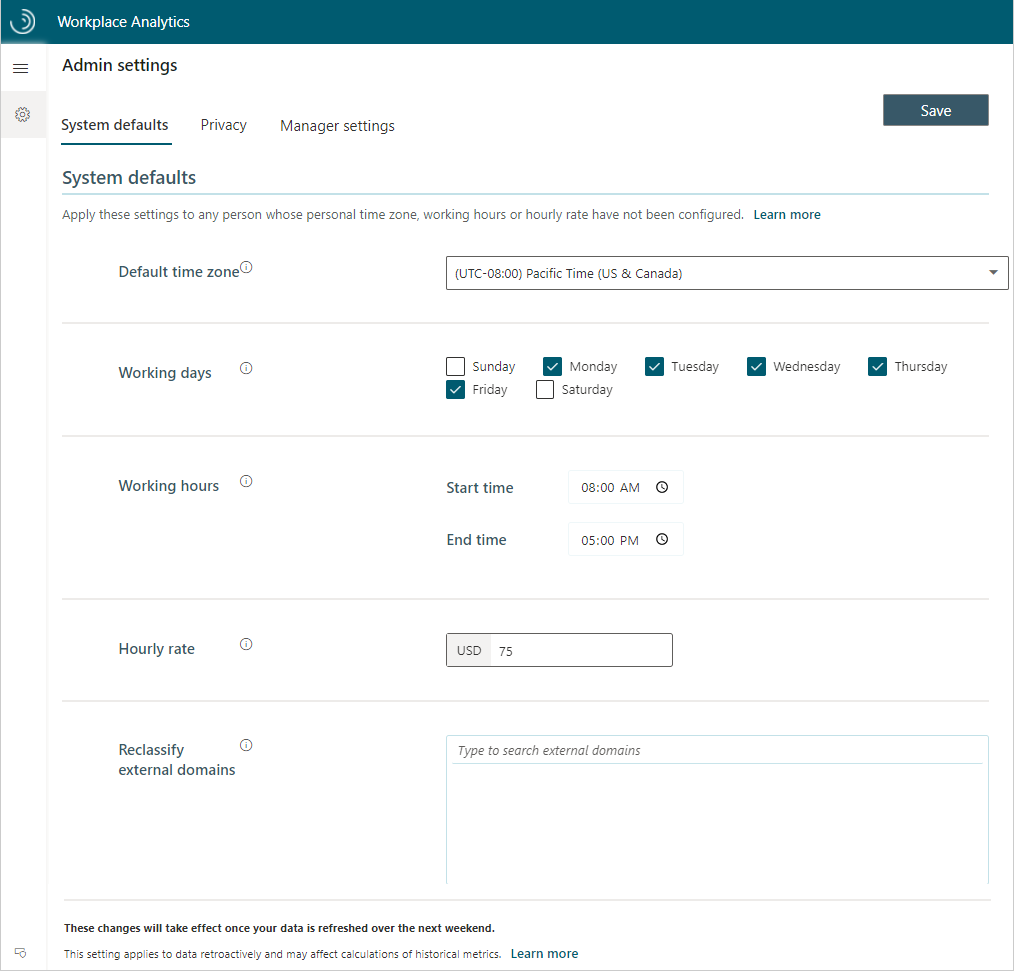 Workplace Analytics
Admin settings
System defaults Privacy Manager settings
Save
System defaults
Apply these settings to any person whose personal time zone, working hours or hourly rate have not been configured. Learn more
Default time zone
(UTC-08:00) Pacific Time (US & Canada)
Working days
Sunday Monday Tuesday Wednesday Thursday
Friday Saturday
Working hours
Start time 08:00 AM
End time 05:00 PM
Hourly rate
USD 75
Reclassify
external domains
Type to search external domains
These changes will take effect once your data is refreshed over the next weekend.
This setting applies to data retroactively and may affect calculations of historical metrics. Learn more